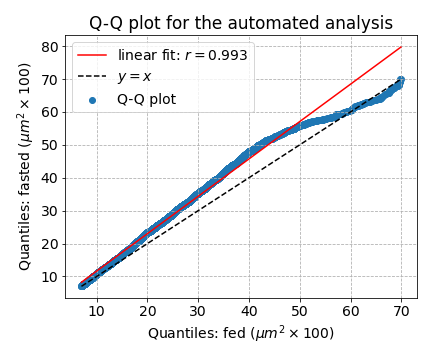 Q-Q plot for the automated analysis
linear fit: r = 0.993
y = x
Q-Q plot
Quantiles: fasted (μm² × 100)
80
70
60
50
40
30
20
10
10 20 30 40 50 60 70
Quantiles: fed (μm² × 100)